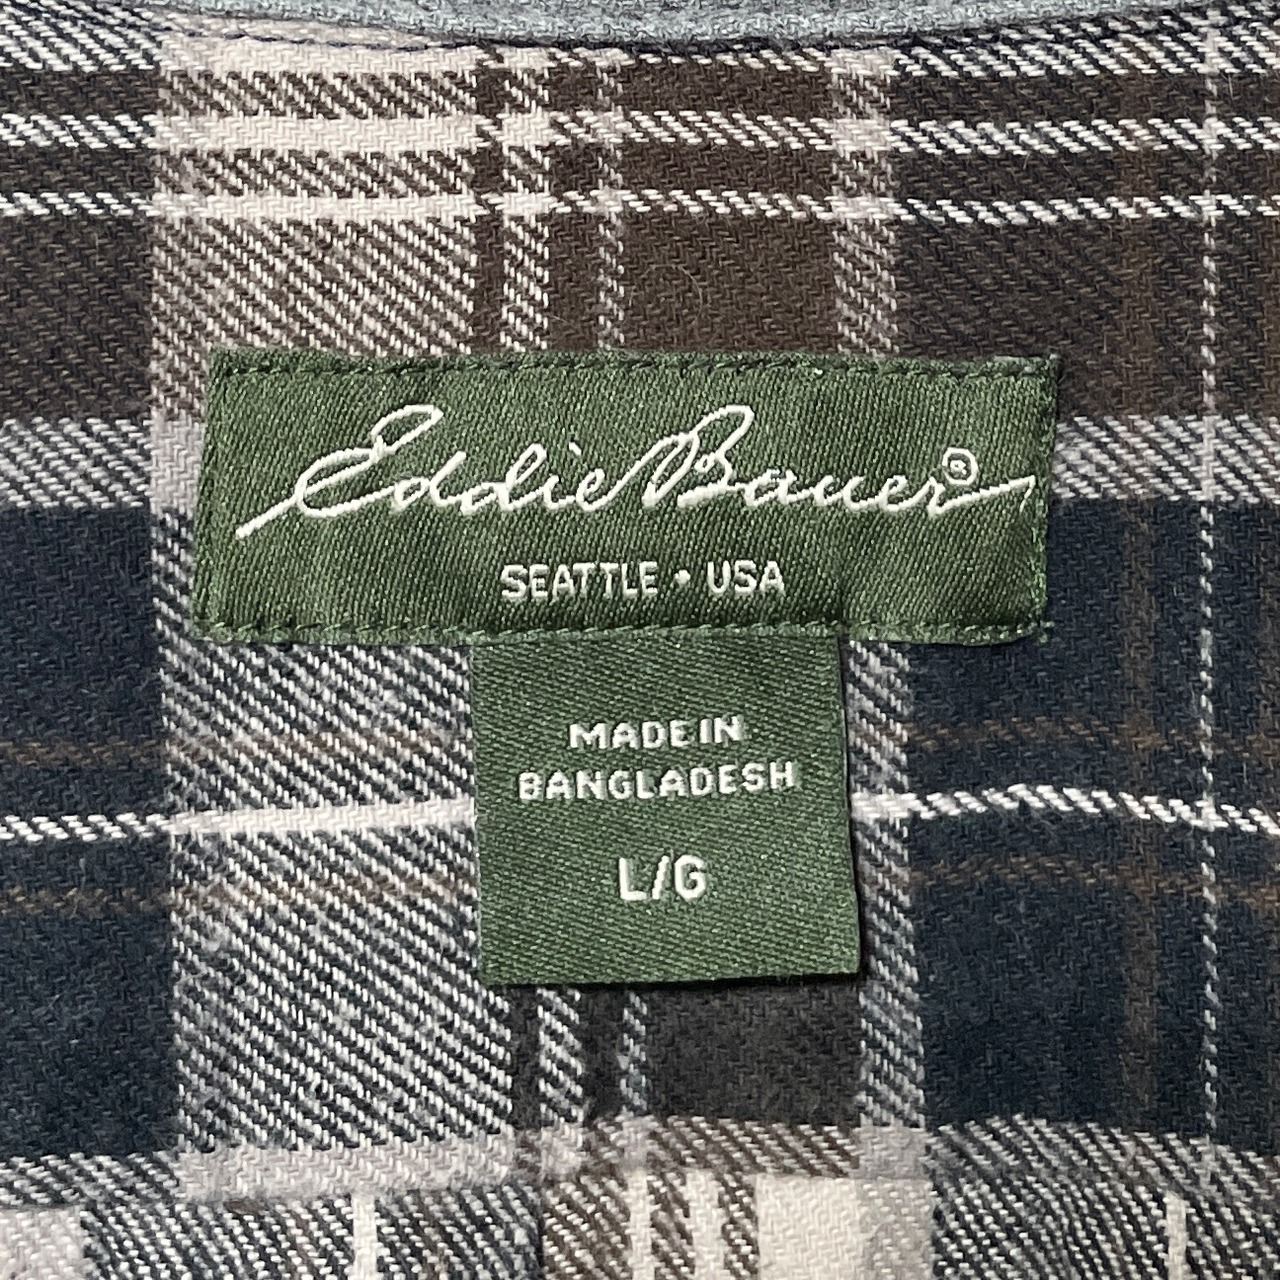 Eddie Bauer®
SEATTLE • USA
MADE IN
BANGLADESH
L/G